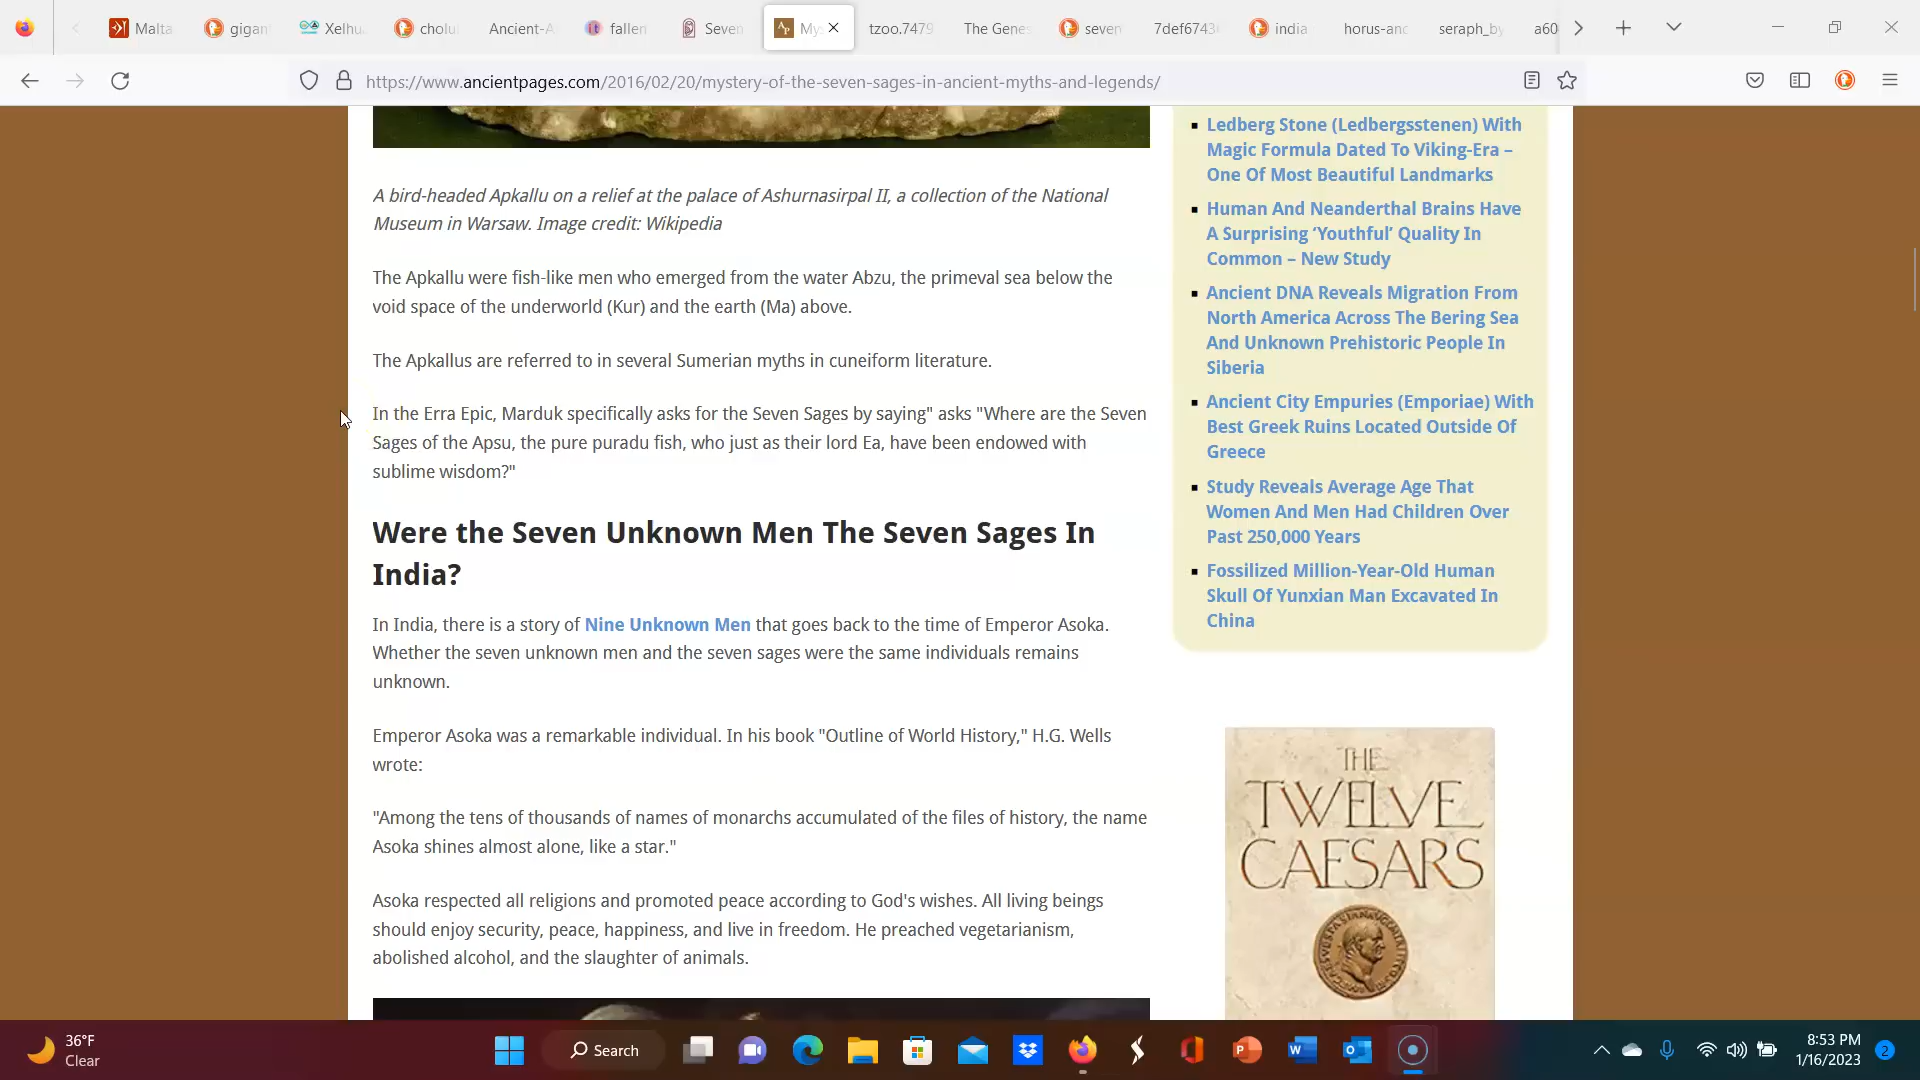 Malta
gigan
Xelhu
cholu
Ancient-A
fallen
Seven
My
tzoo.7479
The Genes
seven
7def6743
india
horus-anc
seraph_by
a60
https://www.ancientpages.com/2016/02/20/mystery-of-the-seven-sages-in-ancient-myths-and-legends/
A bird-headed Apkallu on a relief at the palace of Ashurnasirpal II, a collection of the National
Museum in Warsaw. Image credit: Wikipedia
The Apkallu were fish-like men who emerged from the water Abzu, the primeval sea below the
void space of the underworld (Kur) and the earth (Ma) above.
The Apkallus are referred to in several Sumerian myths in cuneiform literature.
In the Erra Epic, Marduk specifically asks for the Seven Sages by saying" asks "Where are the Seven
Sages of the Apsu, the pure puradu fish, who just as their lord Ea, have been endowed with
sublime wisdom?"
Were the Seven Unknown Men The Seven Sages In
India?
In India, there is a story of Nine Unknown Men that goes back to the time of Emperor Asoka.
Whether the seven unknown men and the seven sages were the same individuals remains
unknown.
Emperor Asoka was a remarkable individual. In his book "Outline of World History," H.G. Wells
wrote:
"Among the tens of thousands of names of monarchs accumulated of the files of history, the name
Asoka shines almost alone, like a star."
Asoka respected all religions and promoted peace according to God's wishes. All living beings
should enjoy security, peace, happiness, and live in freedom. He preached vegetarianism,
abolished alcohol, and the slaughter of animals.
Ledberg Stone (Ledbergsstenen) With
Magic Formula Dated To Viking-Era –
One Of Most Beautiful Landmarks
Human And Neanderthal Brains Have
A Surprising ‘Youthful’ Quality In
Common – New Study
Ancient DNA Reveals Migration From
North America Across The Bering Sea
And Unknown Prehistoric People In
Siberia
Ancient City Empuries (Emporiae) With
Best Greek Ruins Located Outside Of
Greece
Study Reveals Average Age That
Women And Men Had Children Over
Past 250,000 Years
Fossilized Million-Year-Old Human
Skull Of Yunxian Man Excavated In
China
THE
TWELVE
CAESARS
36°F
Clear
Search
8:53 PM
1/16/2023
2